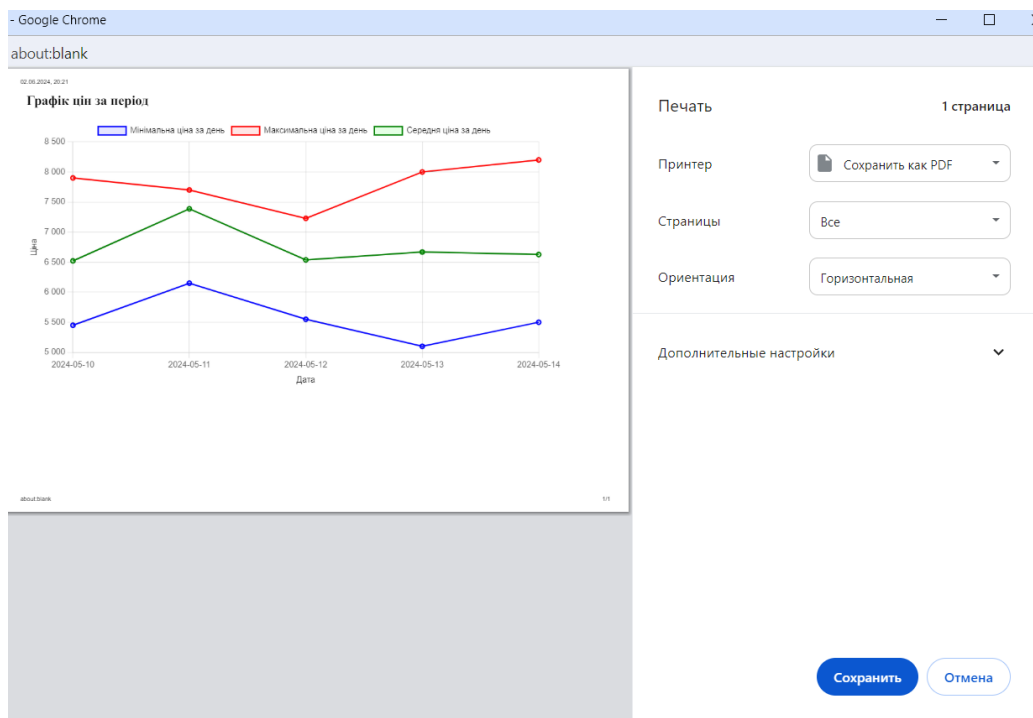 - Google Chrome
about:blank
02.06.2024, 20:21
Графік цін за період
Мінімальна ціна за день Максимальна ціна за день Середня ціна за день
8 500
8 000
7 500
7 000
6 500
6 000
5 500
5 000
Ціна
2024-05-10 2024-05-11 2024-05-12 2024-05-13 2024-05-14
Дата
about:blank 1/1
Печать 1 страница
Принтер Сохранить как PDF
Страницы Все
Ориентация Горизонтальная
Дополнительные настройки
Сохранить Отмена